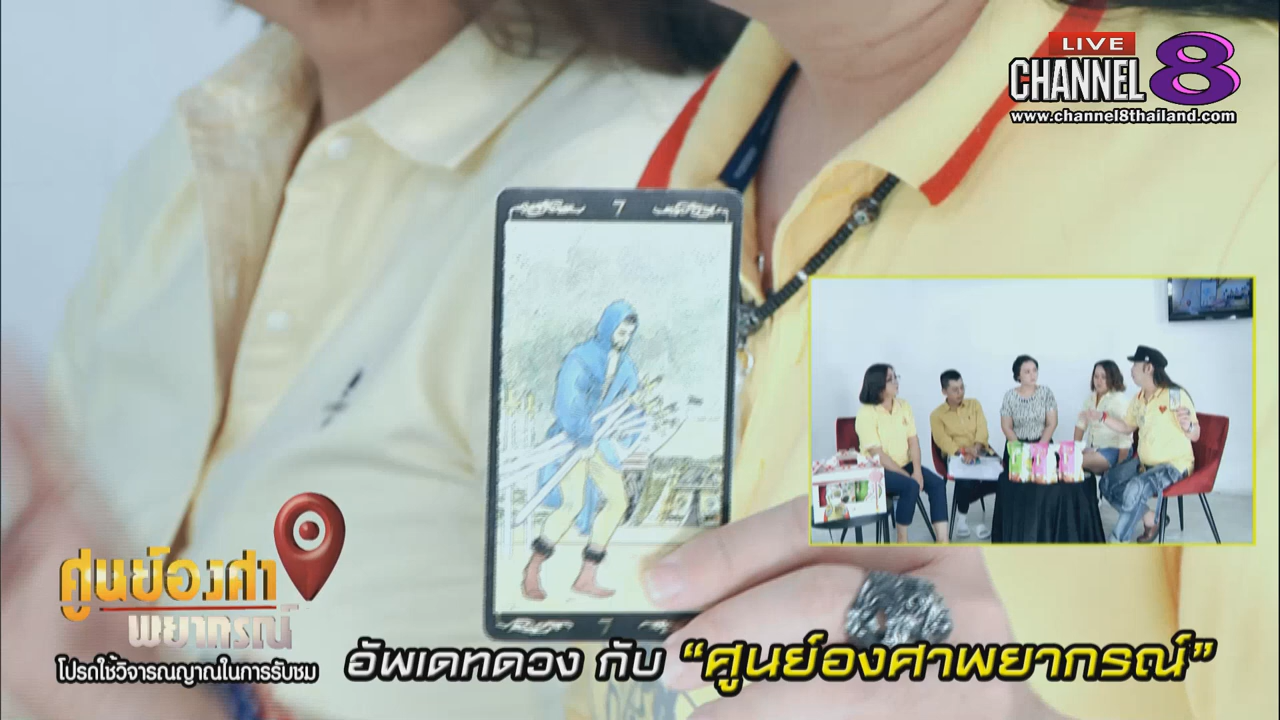 LIVE
CHANNEL 8
www.channel8thailand.com
7
7
ศูนย์องศา
พยากรณ์
โปรดใช้วิจารณญาณในการรับชม
อัพเดทดวง กับ “ศูนย์องศาพยากรณ์”